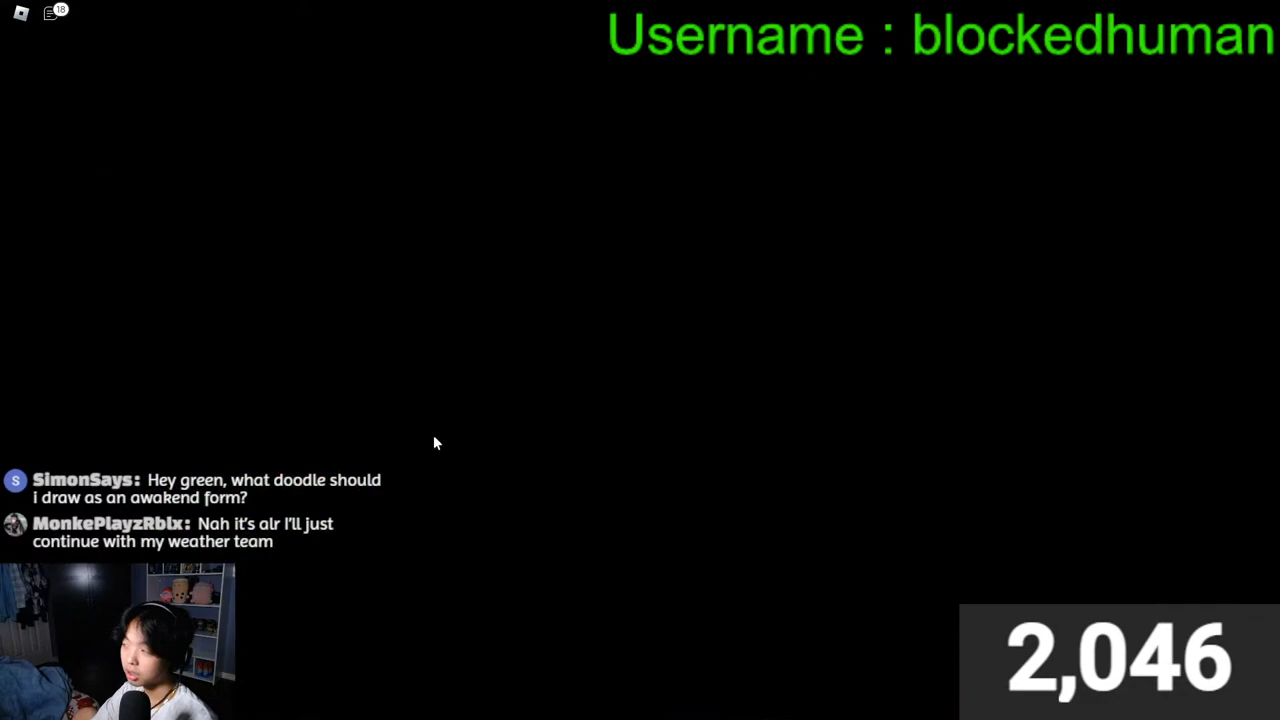 18
Username : blockedhuman
S SimonSays: Hey green, what doodle should
i draw as an awakend form?
MonkePlayzRblx: Nah it's alr I'll just
continue with my weather team
2,046